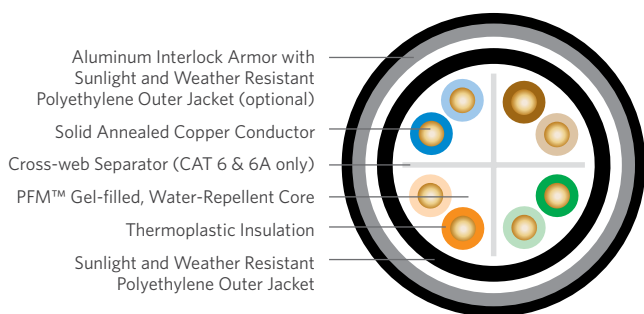 Aluminum Interlock Armor with
Sunlight and Weather Resistant
Polyethylene Outer Jacket (optional)
Solid Annealed Copper Conductor
Cross-web Separator (CAT 6 & 6A only)
PFM™ Gel-filled, Water-Repellent Core
Thermoplastic Insulation
Sunlight and Weather Resistant
Polyethylene Outer Jacket